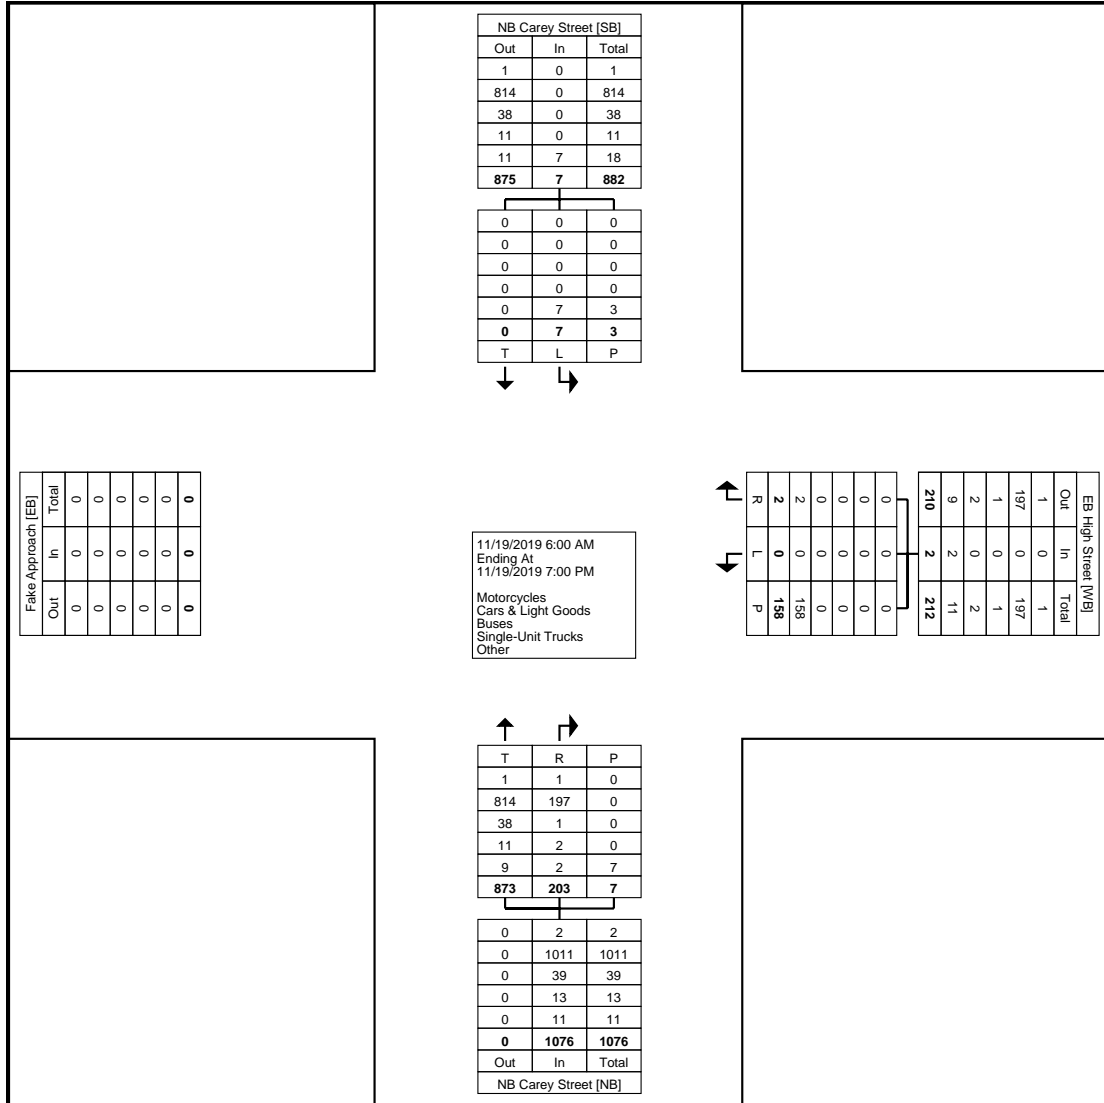 NB Carey Street [SB]
Out In Total
1 0 1
814 0 814
38 0 38
11 0 11
11 7 18
875 7 882
0 0 0
0 0 0
0 0 0
0 0 0
0 7 3
0 7 3
T L P
Fake Approach [EB]
Total In Out
0 0 0
0 0 0
0 0 0
0 0 0
0 0 0
0 0 0
11/19/2019 6:00 AM
Ending At
11/19/2019 7:00 PM
Motorcycles
Cars & Light Goods
Buses
Single-Unit Trucks
Other
EB High Street [WB]
Out In Total
1 0 1
197 0 197
1 0 1
2 0 2
9 2 11
210 2 212
0 0 0
0 0 0
0 0 0
0 0 0
2 0 158
2 0 158
R L P
T R P
1 1 0
814 197 0
38 1 0
11 2 0
9 2 7
873 203 7
0 2 2
0 1011 1011
0 39 39
0 13 13
0 11 11
0 1076 1076
Out In Total
NB Carey Street [NB]